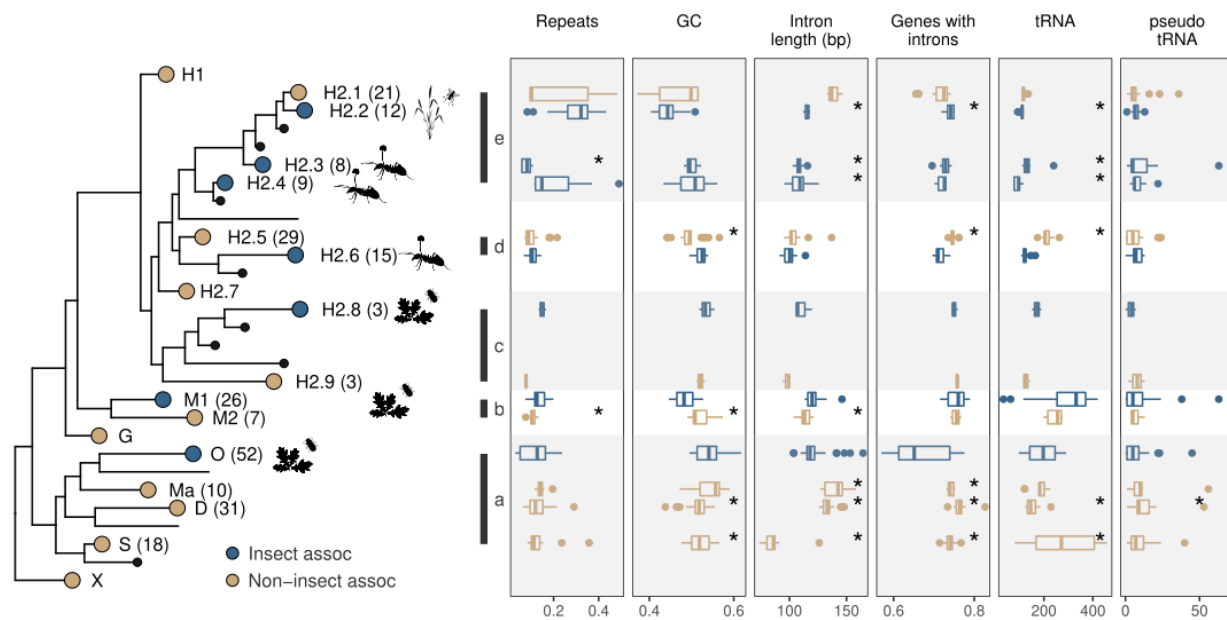 Repeats
GC
Intron
length (bp)
Genes with
introns
tRNA
pseudo
tRNA
H1
H2.1 (21)
H2.2 (12)
e
*
*
*
H2.3 (8)
*
*
*
*
H2.4 (9)
*
*
H2.5 (29)
d
*
*
*
H2.6 (15)
H2.7
H2.8 (3)
c
H2.9 (3)
M1 (26)
b
M2 (7)
*
*
*
G
O (52)
Ma (10)
a
*
*
D (31)
*
*
*
*
*
S (18)
*
*
*
*
Insect assoc
Non-insect assoc
X
0.2
0.4
0.4
0.6
100
150
0.6
0.8
200
400
0
50